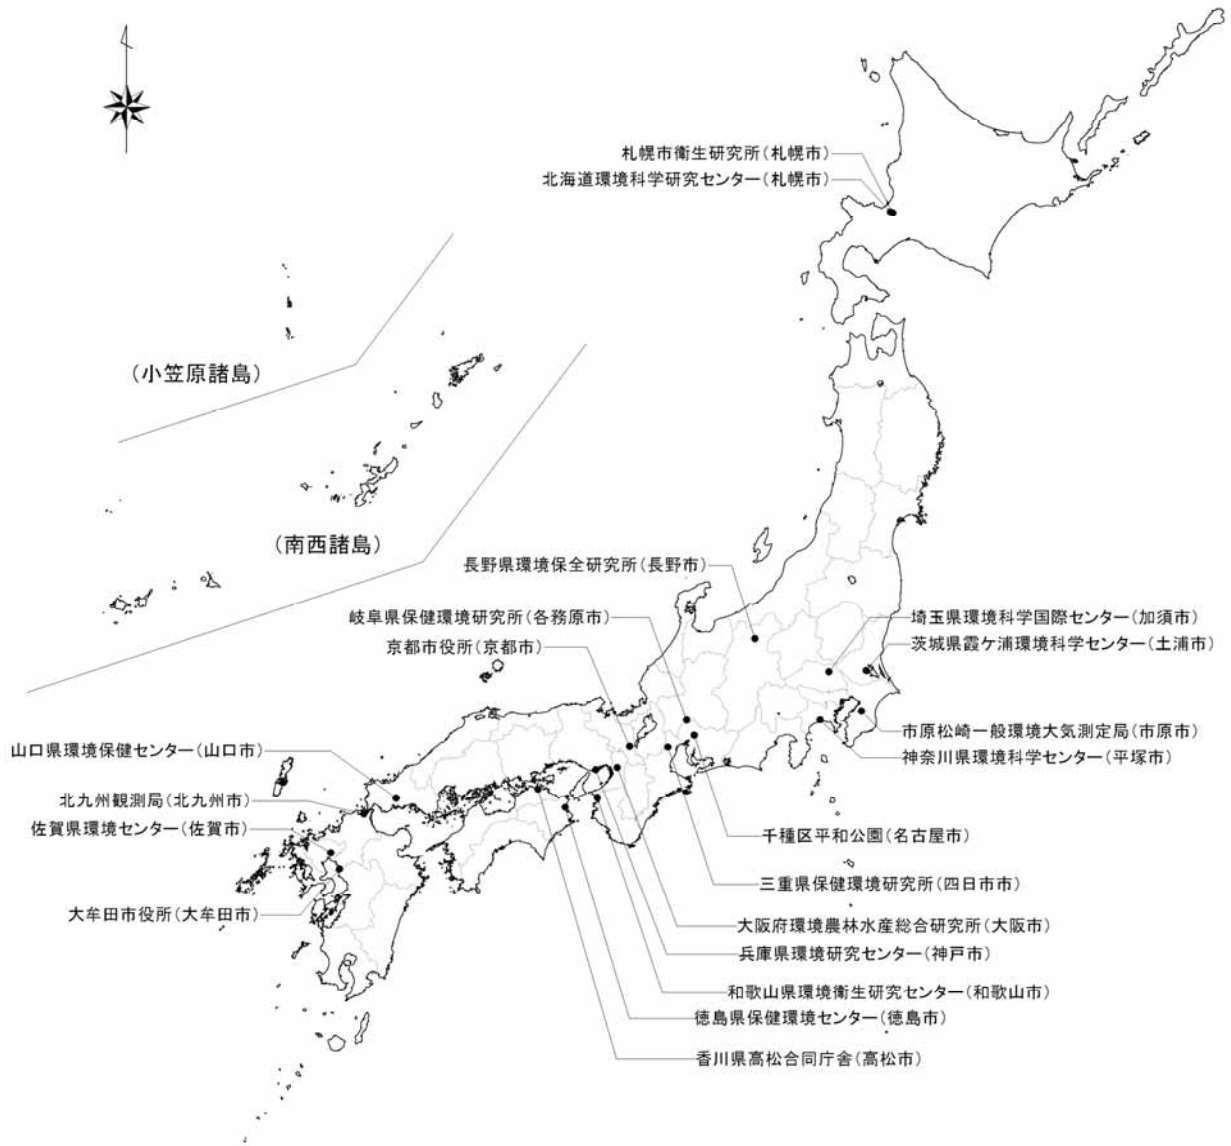 札幌市衛生研究所(札幌市)
北海道環境科学研究センター(札幌市)
(小笠原諸島)
(南西諸島)
長野県環境保全研究所(長野市)
岐阜県保健環境研究所(各務原市)
京都市役所(京都市)
埼玉県環境科学国際センター(加須市)
茨城県霞ケ浦環境科学センター(土浦市)
市原松崎一般環境大気測定局(市原市)
神奈川県環境科学センター(平塚市)
山口県環境保健センター(山口市)
北九州観測局(北九州市)
佐賀県環境センター(佐賀市)
大牟田市役所(大牟田市)
千種区平和公園(名古屋市)
三重県保健環境研究所(四日市市)
大阪府環境農林水産総合研究所(大阪市)
兵庫県環境研究センター(神戸市)
和歌山県環境衛生研究センター(和歌山市)
徳島県保健環境センター(徳島市)
香川県高松合同庁舎(高松市)